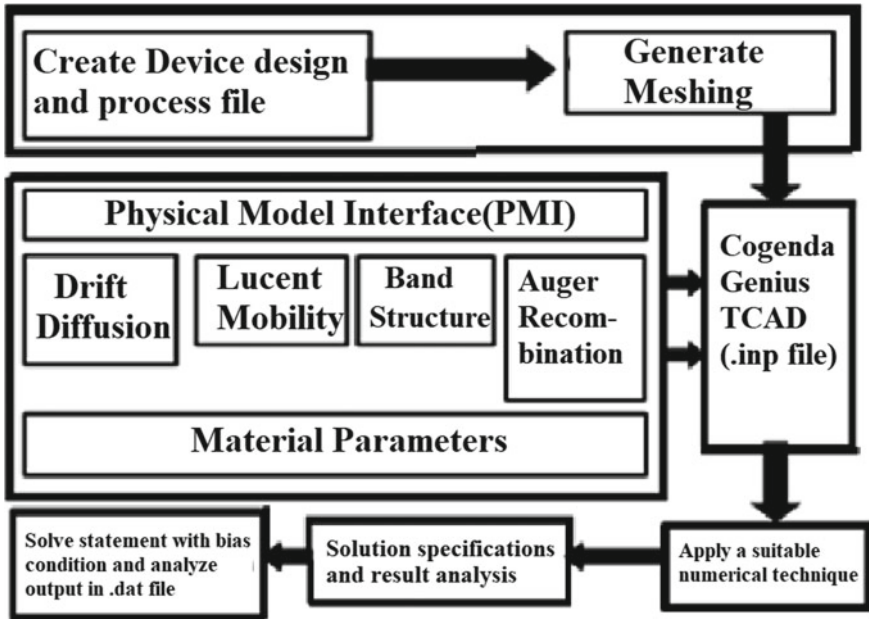 Create Device design
and process file
Generate
Meshing
Physical Model Interface(PMI)
Drift
Diffusion
Lucent
Mobility
Band
Structure
Auger
Recom-
bination
Material Parameters
Cogenda
Genius
TCAD
(.inp file)
Apply a suitable
numerical technique
Solution specifications
and result analysis
Solve statement with bias
condition and analyze
output in .dat file